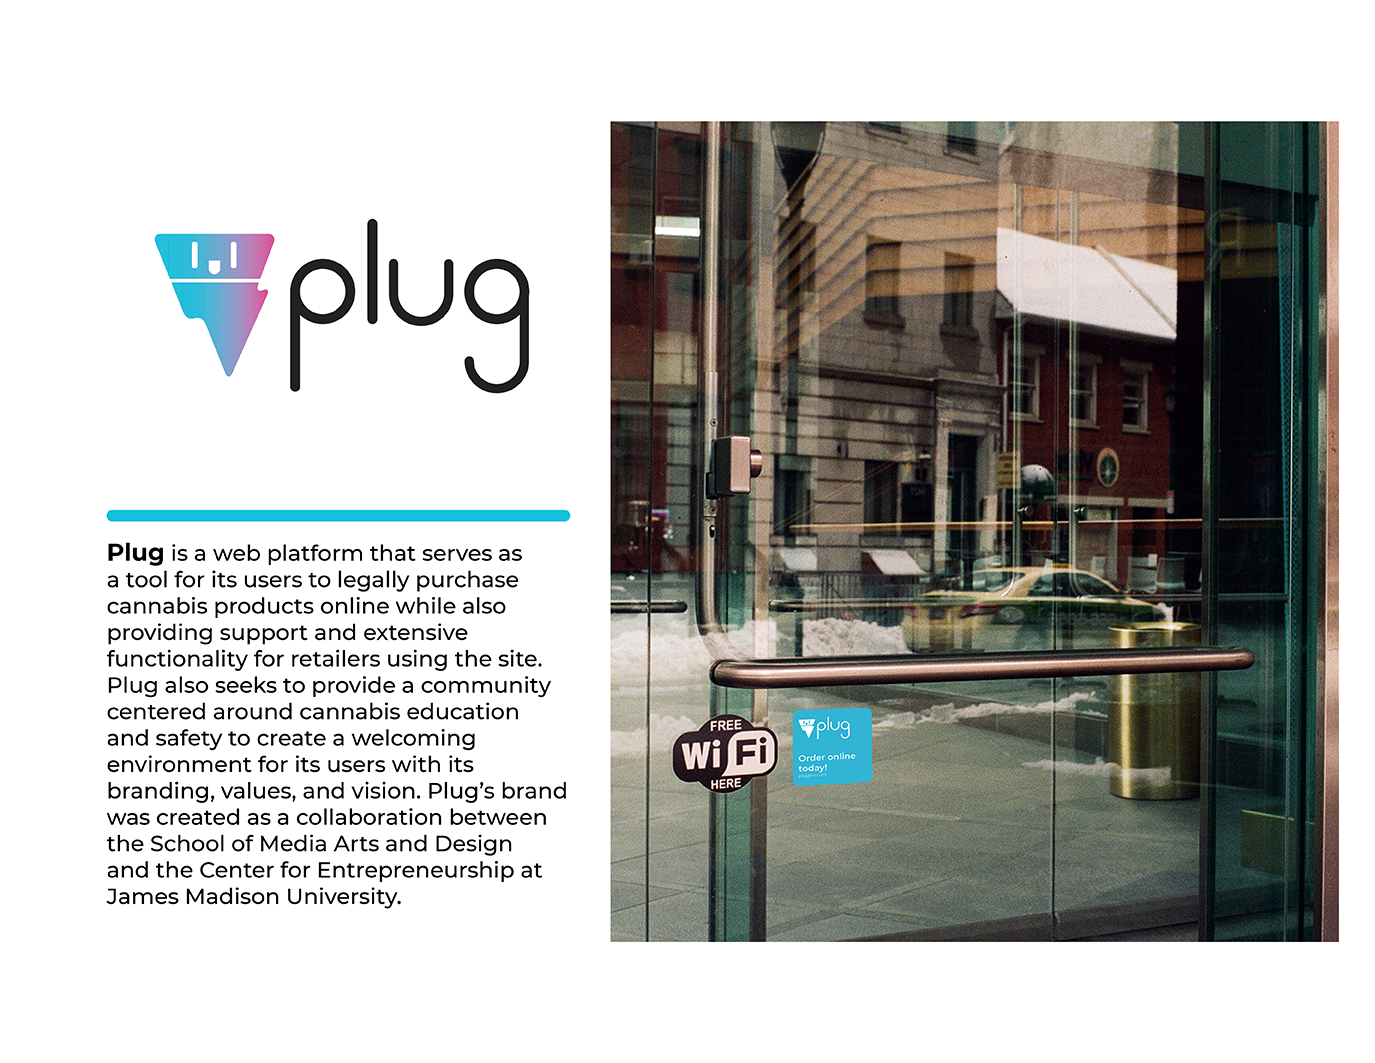 plug
Plug is a web platform that serves as
a tool for its users to legally purchase
cannabis products online while also
providing support and extensive
functionality for retailers using the site.
Plug also seeks to provide a community
centered around cannabis education
and safety to create a welcoming
environment for its users with its
branding, values, and vision. Plug’s brand
was created as a collaboration between
the School of Media Arts and Design
and the Center for Entrepreneurship at
James Madison University.
FREE
WiFi
HERE
plug
Order online
today!